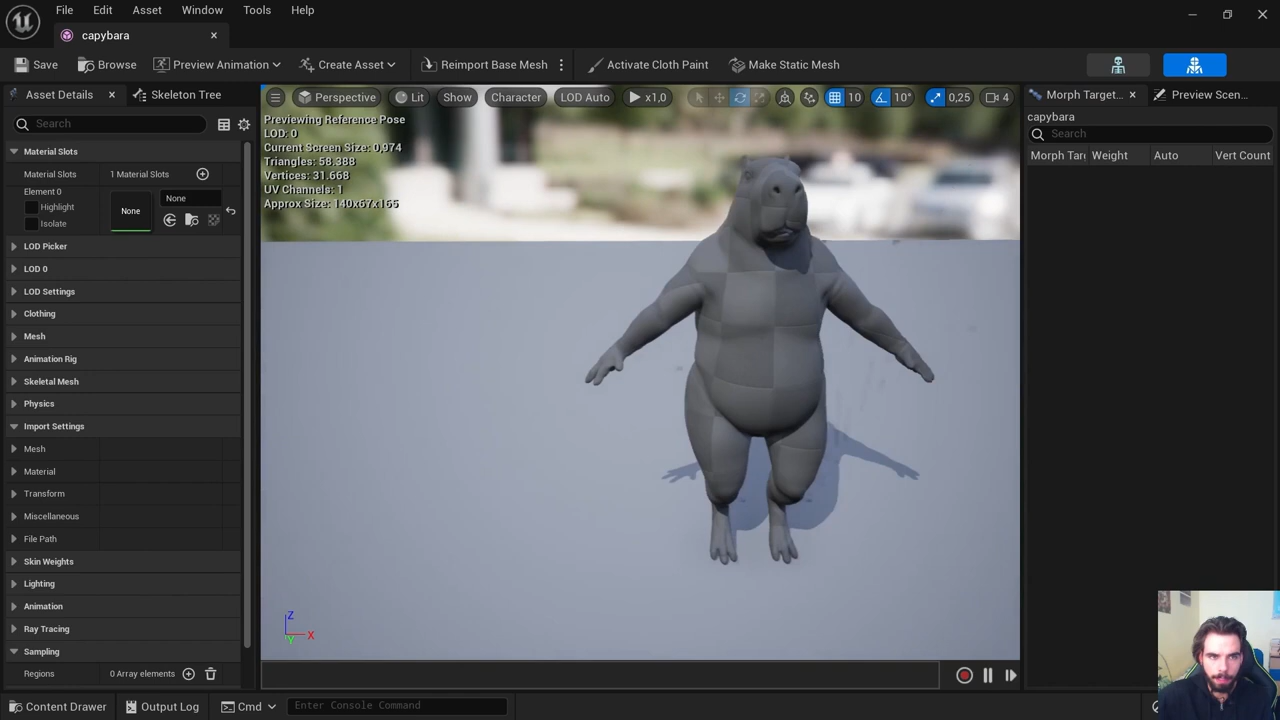 File Edit Asset Window Tools Help
capybara
Save Browse Preview Animation Create Asset Reimport Base Mesh Activate Cloth Paint Make Static Mesh
Asset Details Skeleton Tree
Search
Material Slots
Material Slots 1 Material Slots
Element 0
Highlight
Isolate
None
None
LOD Picker
LOD 0
LOD Settings
Clothing
Mesh
Animation Rig
Skeletal Mesh
Physics
Import Settings
Mesh
Material
Transform
Miscellaneous
File Path
Skin Weights
Lighting
Animation
Ray Tracing
Sampling
Regions 0 Array elements
Perspective Lit Show Character LOD Auto x1,0 10 10° 0,25 4
Previewing Reference Pose
LOD: 0
Current Screen Size: 0,974
Triangles: 58.388
Vertices: 31.668
UV Channels: 1
Approx Size: 140x67x165
Z
X
Y
Morph Target... Preview Scen...
capybara
Search
Morph Tar Weight Auto Vert Count
Content Drawer Output Log Cmd Enter Console Command